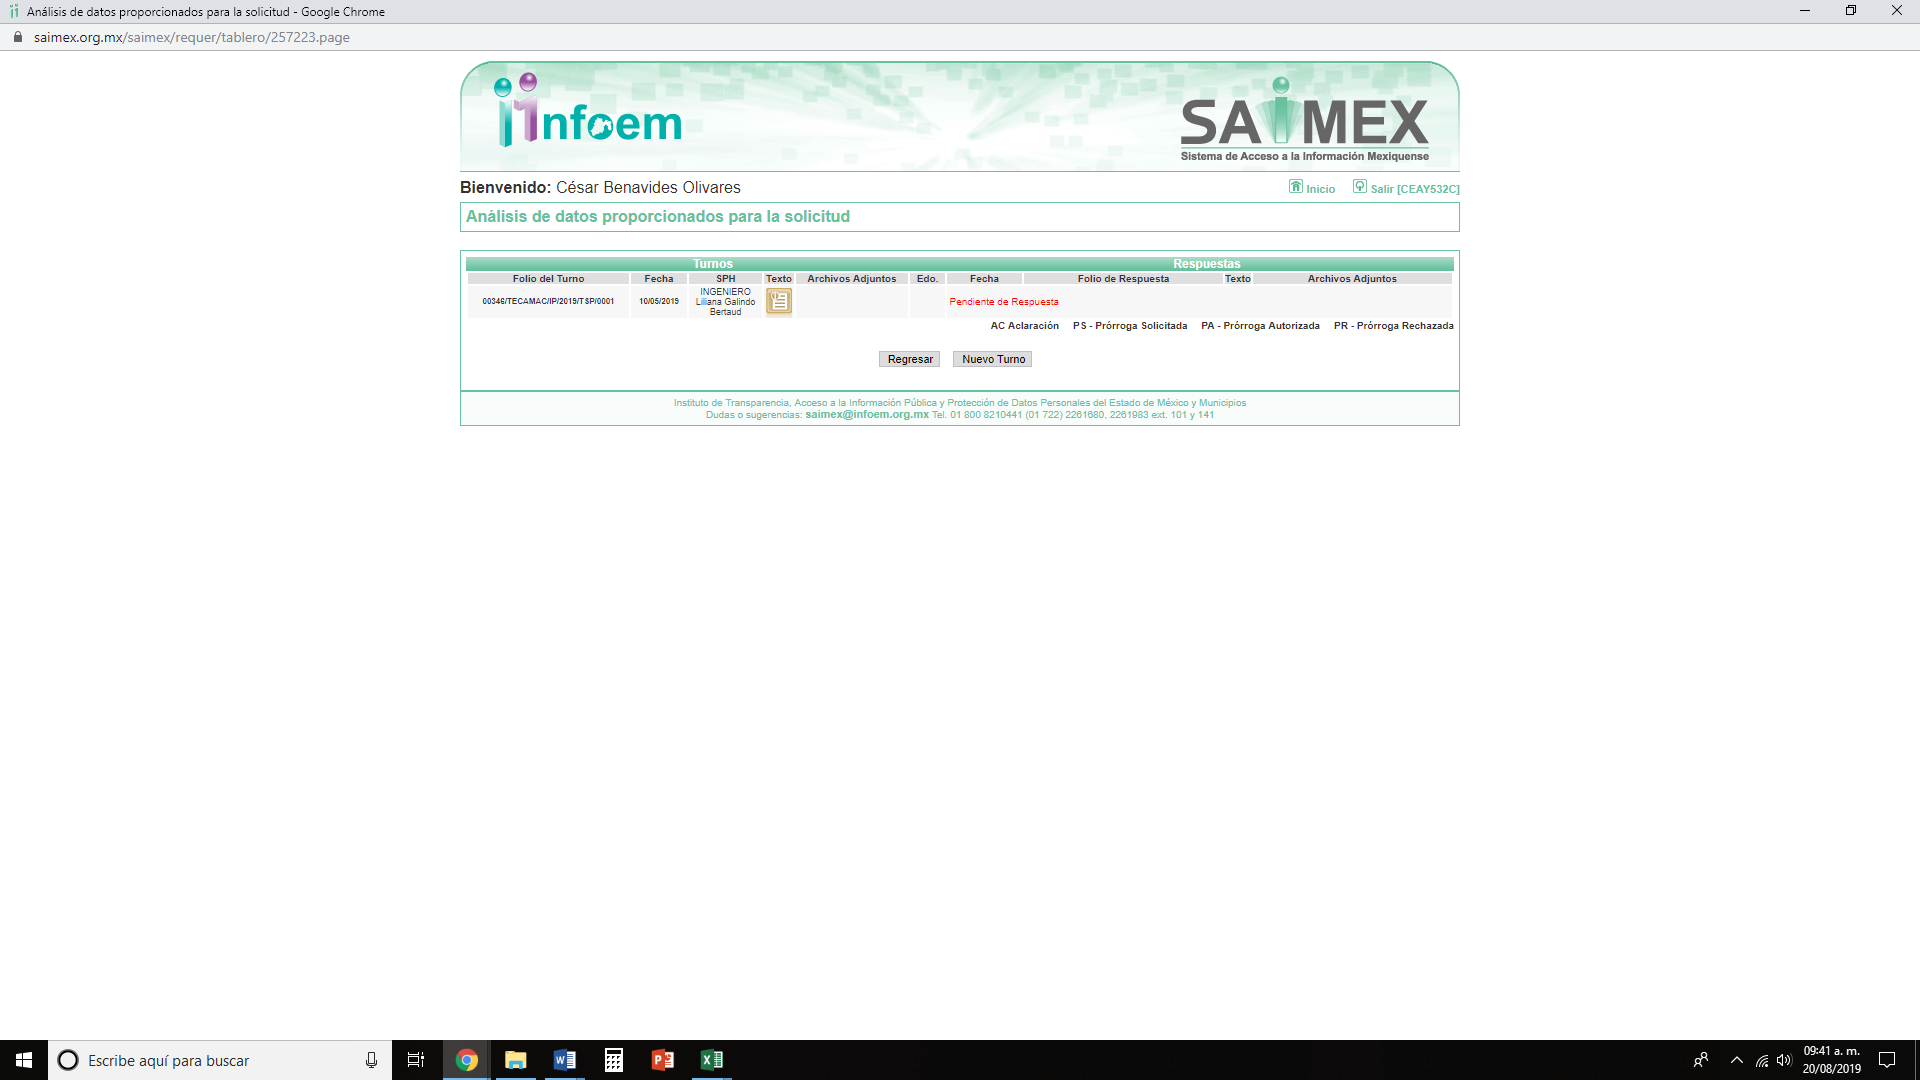 Análisis de datos proporcionados para la solicitud - Google Chrome
saimex.org.mx/saimex/requer/tablero/257223.page
infoem
SAIMEX
Sistema de Acceso a la Información Mexiquense
Bienvenido: César Benavides Olivares
Inicio Salir [CEAY532C]
Análisis de datos proporcionados para la solicitud
Turnos Respuestas
Folio del Turno Fecha SPH Texto Archivos Adjuntos Edo. Fecha Folio de Respuesta Texto Archivos Adjuntos
00346/TECAMAC/IP/2019/TSP/0001 10/05/2019 INGENIERO Liliana Galindo Bertaud Pendiente de Respuesta
AC Aclaración PS - Prórroga Solicitada PA - Prórroga Autorizada PR - Prórroga Rechazada
Regresar Nuevo Turno
Instituto de Transparencia, Acceso a la Información Pública y Protección de Datos Personales del Estado de México y Municipios
Dudas o sugerencias: saimex@infoem.org.mx Tel. 01 800 8210441 (01 722) 2261680, 2261983 ext. 101 y 141
Escribe aquí para buscar
09:41 a. m.
20/08/2019